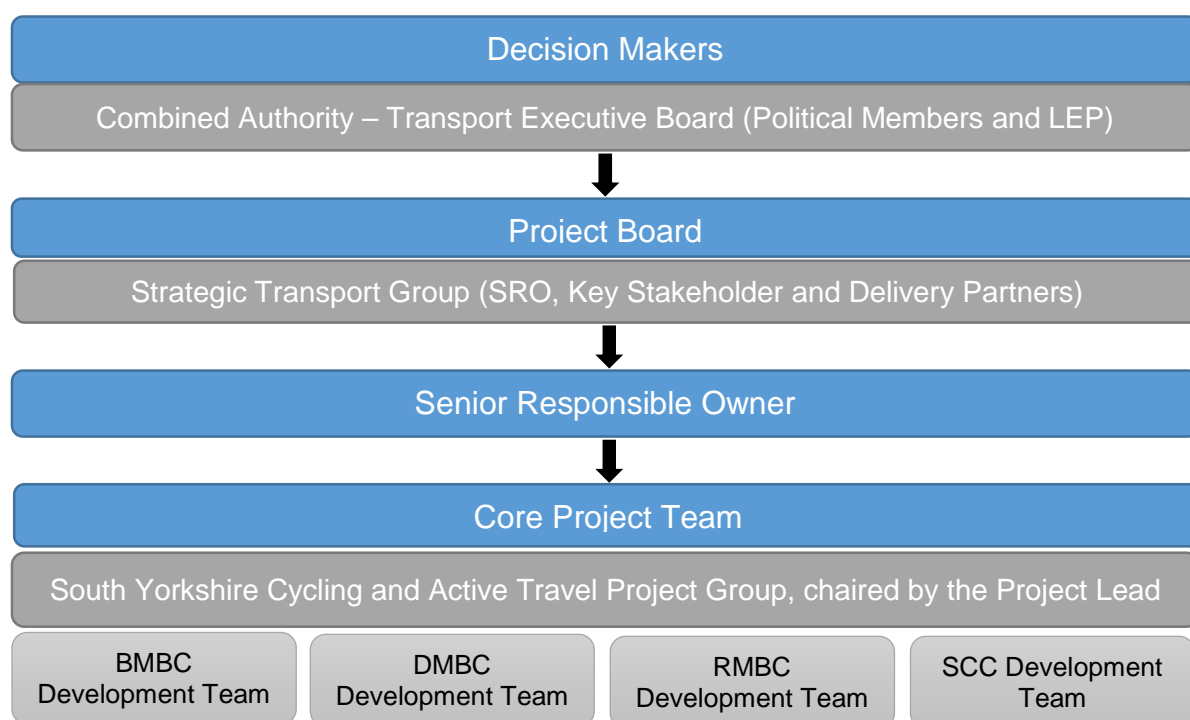 Decision Makers
Combined Authority – Transport Executive Board (Political Members and LEP)
Project Board
Strategic Transport Group (SRO, Key Stakeholder and Delivery Partners)
Senior Responsible Owner
Core Project Team
South Yorkshire Cycling and Active Travel Project Group, chaired by the Project Lead
BMBC
Development Team
DMBC
Development Team
RMBC
Development Team
SCC Development
Team